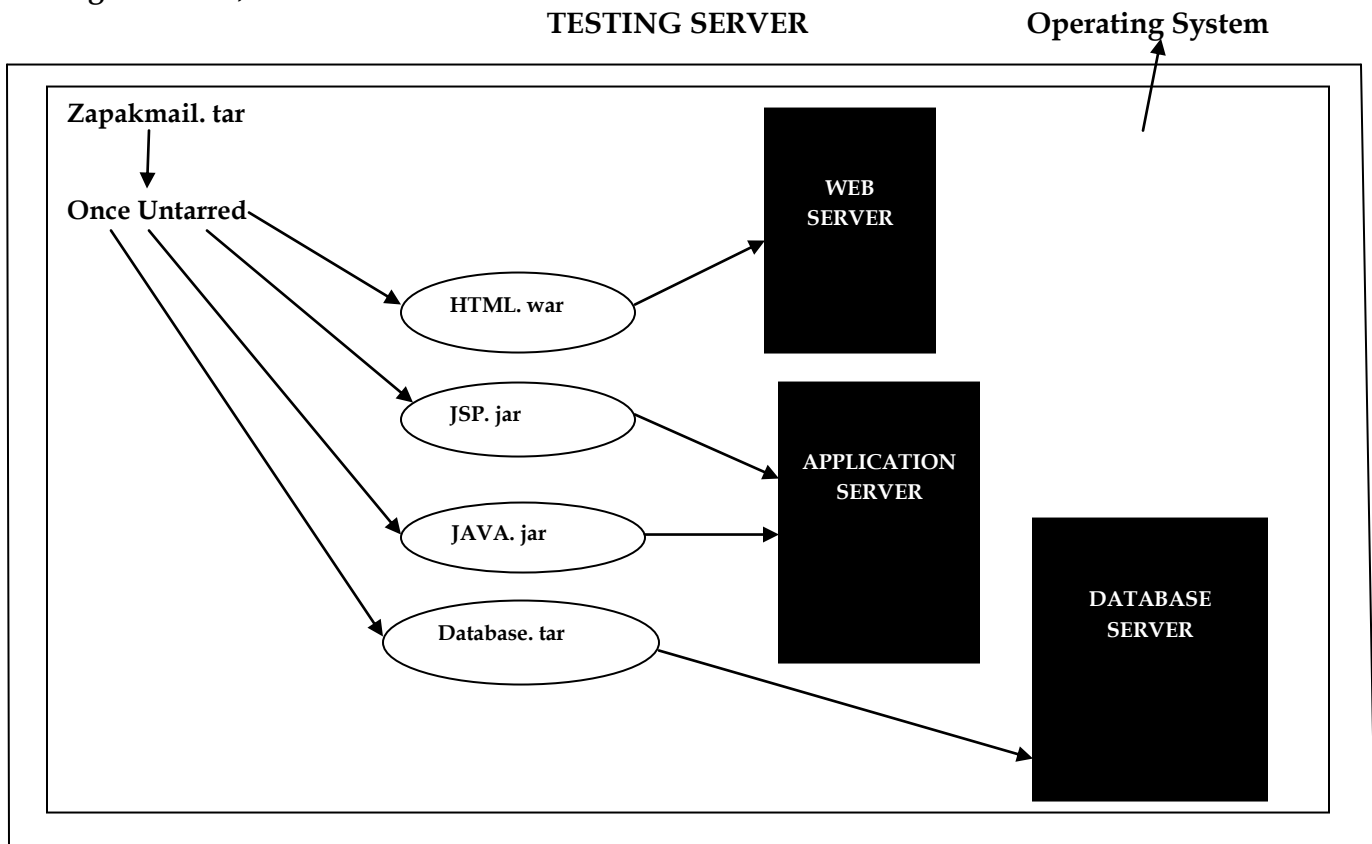 TESTING SERVER
Operating System
Zapakmail. tar
Once Untarred
WEB
SERVER
HTML. war
JSP. jar
APPLICATION
SERVER
JAVA. jar
DATABASE
SERVER
Database. tar